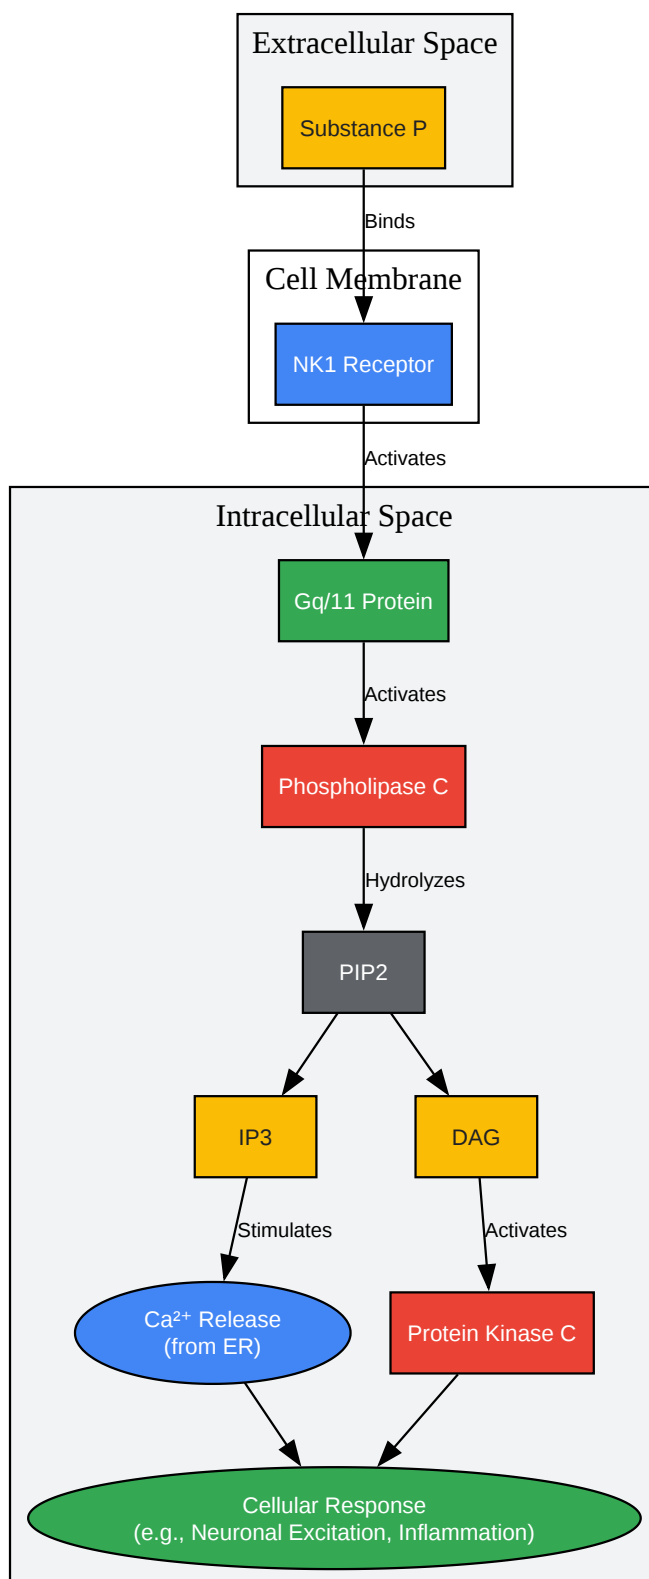 Extracellular Space
Substance P
Binds
Cell Membrane
NK1 Receptor
Activates
Intracellular Space
Gq/11 Protein
Activates
Phospholipase C
Hydrolyzes
PIP2
IP3
DAG
Stimulates
Activates
Ca²⁺ Release
(from ER)
Protein Kinase C
Cellular Response
(e.g., Neuronal Excitation, Inflammation)